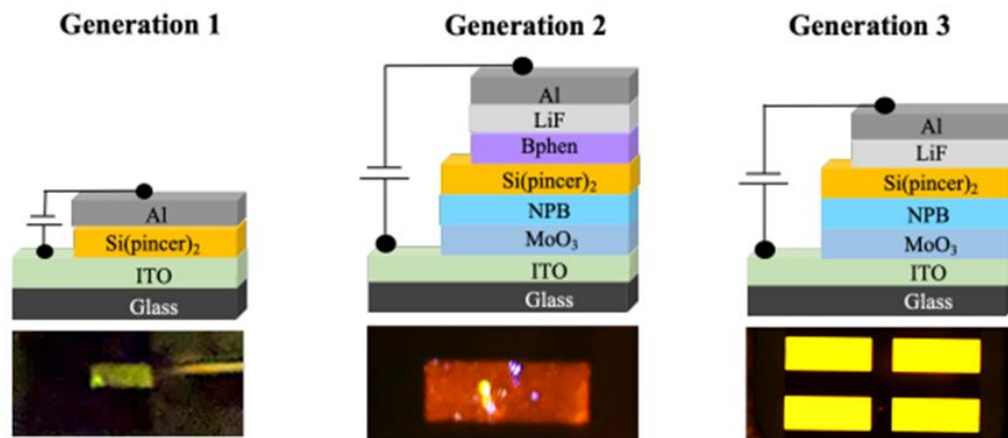 Generation 1
Generation 2
Generation 3
Al
Si(pincer)₂
ITO
Glass
Al
LiF
Bphen
Si(pincer)₂
NPB
MoO₃
ITO
Glass
Al
LiF
Si(pincer)₂
NPB
MoO₃
ITO
Glass